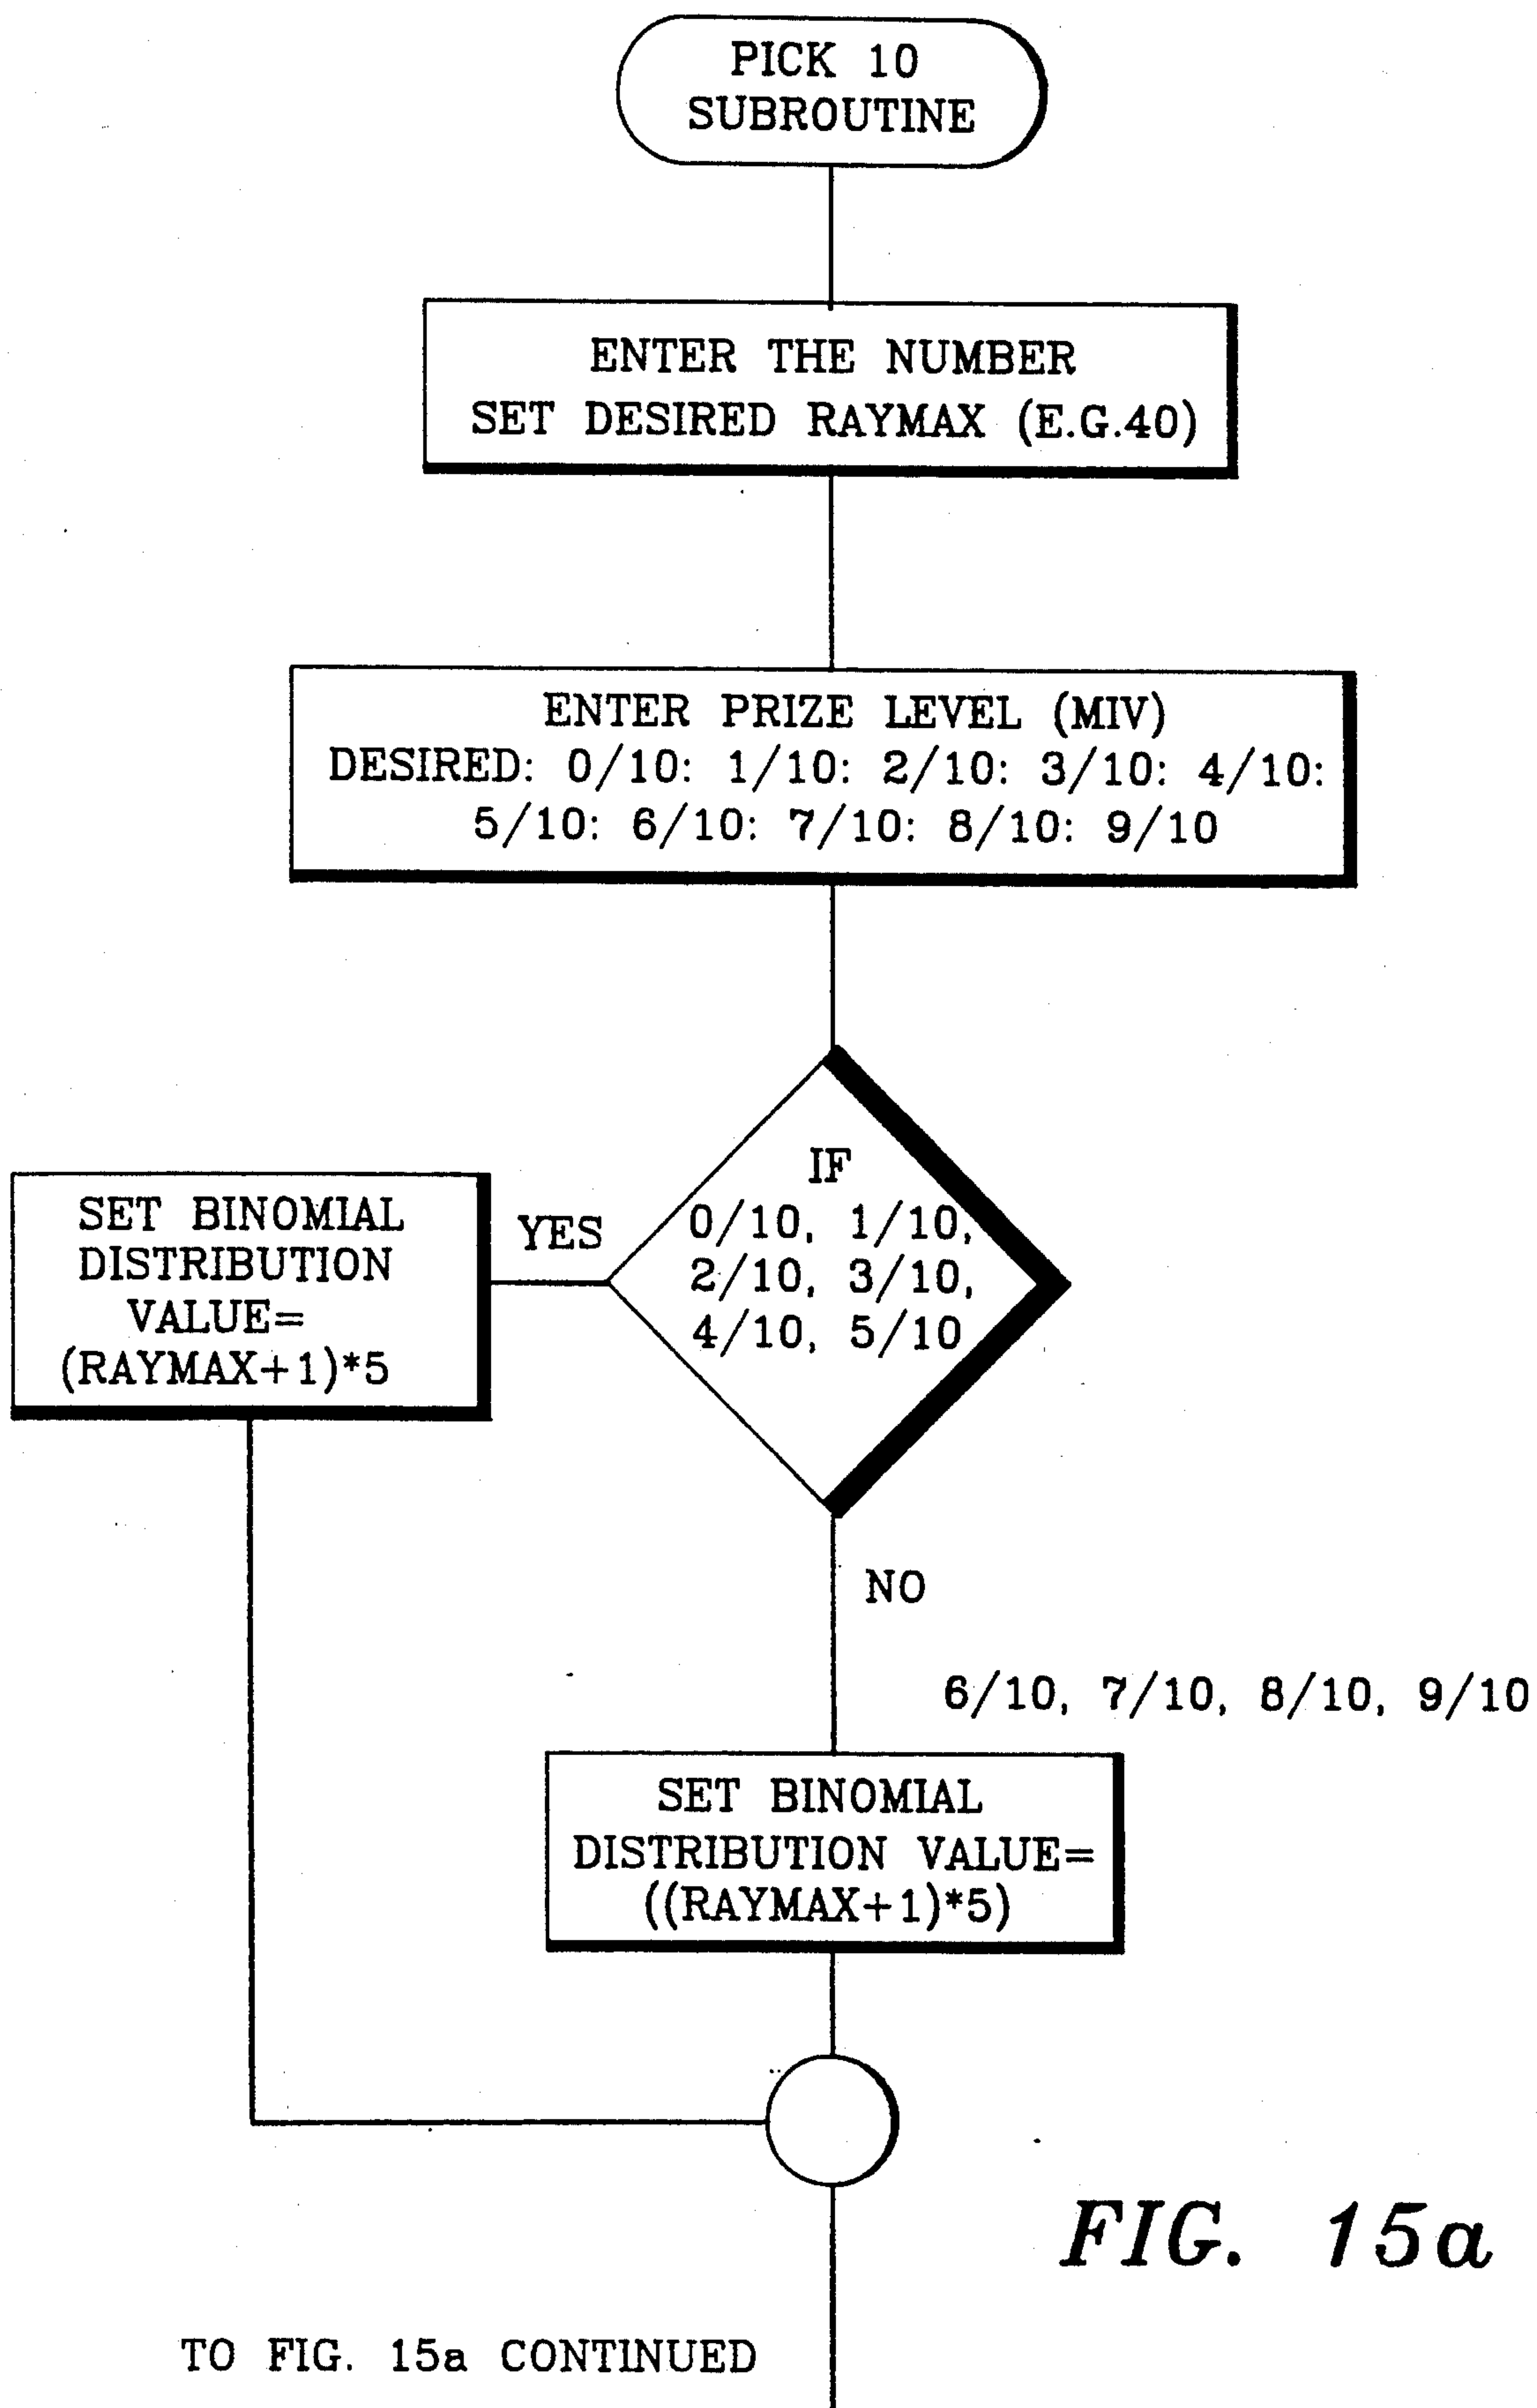 PICK 10
SUBROUTINE
ENTER THE NUMBER
SET DESIRED RAYMAX (E.G.40)
ENTER PRIZE LEVEL (MIV)
DESIRED: 0/10: 1/10: 2/10: 3/10: 4/10:
5/10: 6/10: 7/10: 8/10: 9/10
IF
0/10, 1/10,
2/10, 3/10,
4/10, 5/10
YES
SET BINOMIAL
DISTRIBUTION
VALUE=
(RAYMAX+1)*5
NO
6/10, 7/10, 8/10, 9/10
SET BINOMIAL
DISTRIBUTION VALUE=
((RAYMAX+1)*5)
FIG. 15a
TO FIG. 15a CONTINUED